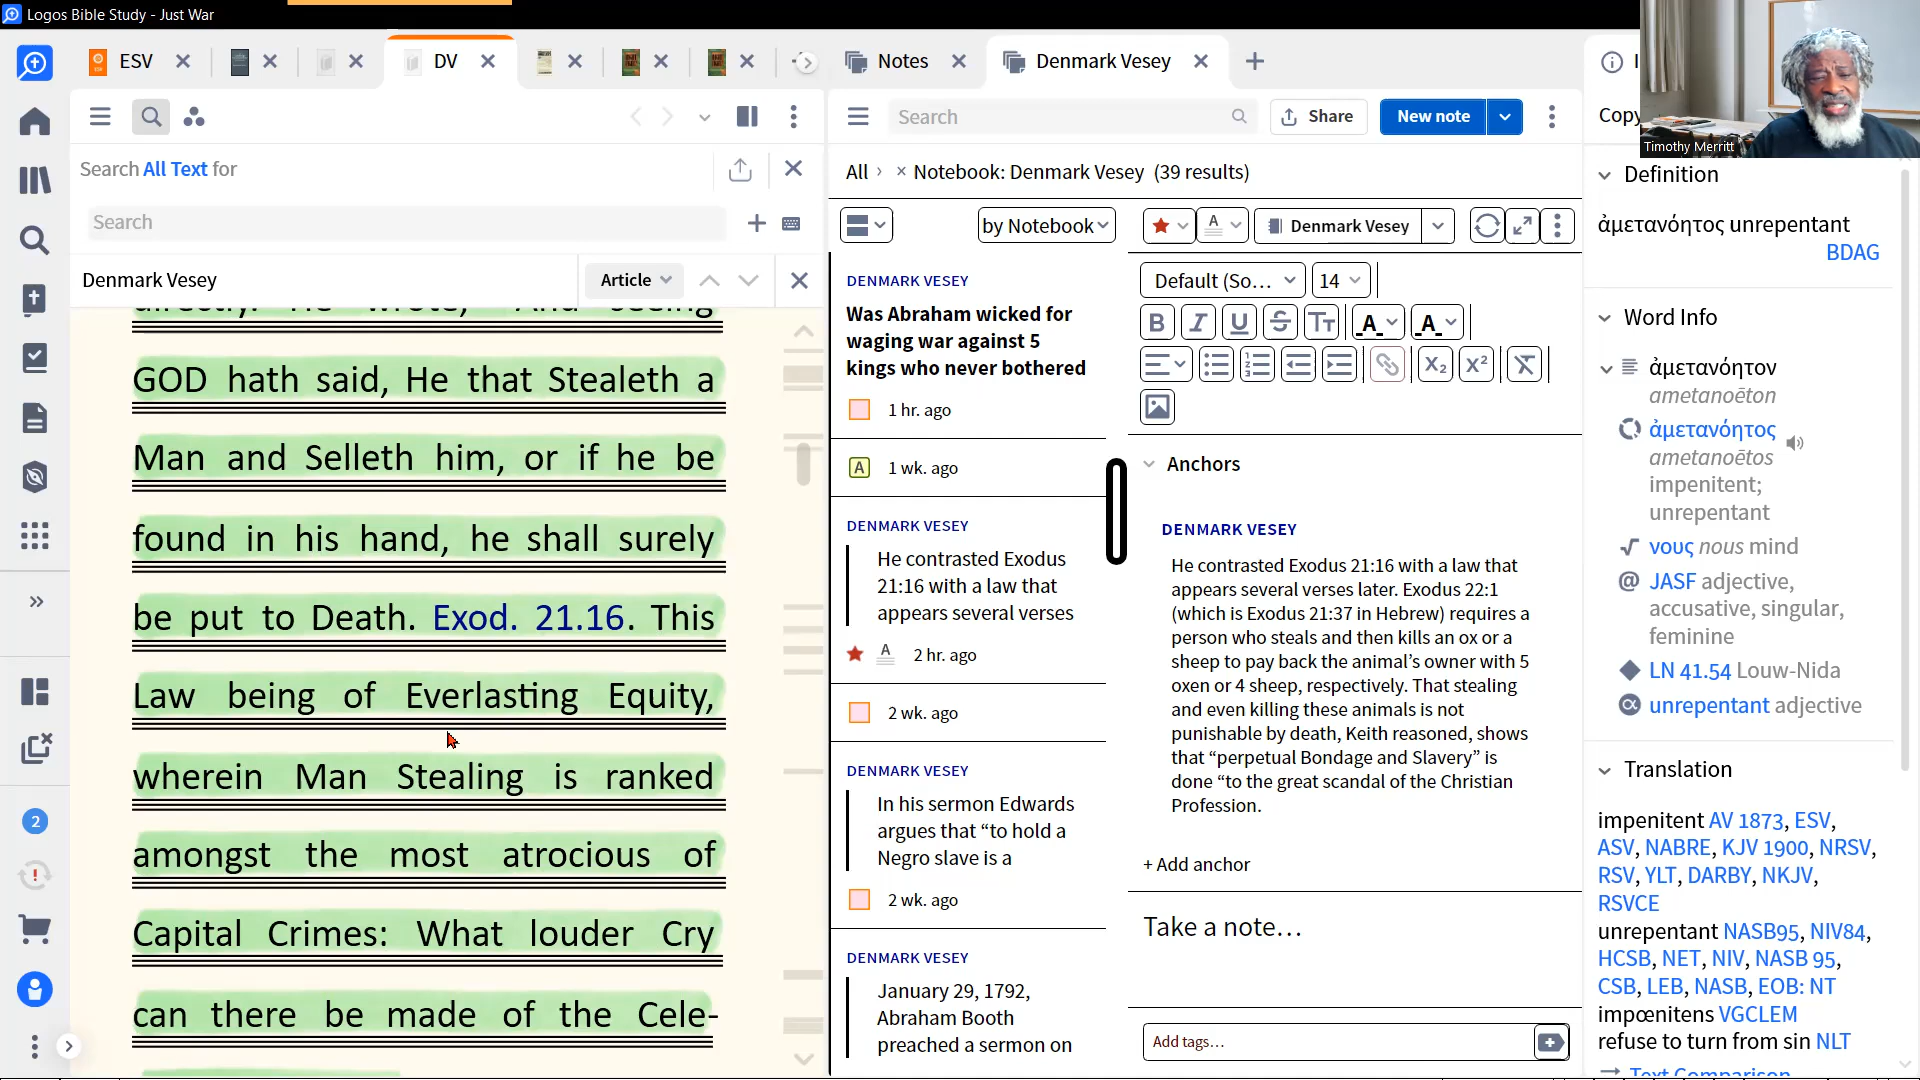 Logos Bible Study - Just War
ESV
DV
Notes
Denmark Vesey
Search All Text for
Search
Denmark Vesey
Article
GOD hath said, He that Stealeth a
Man and Selleth him, or if he be
found in his hand, he shall surely
be put to Death. Exod. 21.16. This
Law being of Everlasting Equity,
wherein Man Stealing is ranked
amongst the most atrocious of
Capital Crimes: What louder Cry
can there be made of the Cele-
Search
Share
New note
All › × Notebook: Denmark Vesey (39 results)
by Notebook
DENMARK VESEY
Was Abraham wicked for
waging war against 5
kings who never bothered
1 hr. ago
A 1 wk. ago
DENMARK VESEY
He contrasted Exodus
21:16 with a law that
appears several verses
A 2 hr. ago
2 wk. ago
DENMARK VESEY
In his sermon Edwards
argues that “to hold a
Negro slave is a
2 wk. ago
DENMARK VESEY
January 29, 1792,
Abraham Booth
preached a sermon on
A
Denmark Vesey
Default (So…
14
B I U S Tт A A
X₂ X²
Anchors
DENMARK VESEY
He contrasted Exodus 21:16 with a law that
appears several verses later. Exodus 22:1
(which is Exodus 21:37 in Hebrew) requires a
person who steals and then kills an ox or a
sheep to pay back the animal’s owner with 5
oxen or 4 sheep, respectively. That stealing
and even killing these animals is not
punishable by death, Keith reasoned, shows
that “perpetual Bondage and Slavery” is
done “to the great scandal of the Christian
Profession.
+ Add anchor
Take a note…
Add tags…
Copy
Timothy Merritt
Definition
ἀμετανόητος unrepentant
BDAG
Word Info
ἀμετανόητον
ametanoēton
ἀμετανόητος
ametanoētos
impenitent;
unrepentant
νους nous mind
@ JASF adjective,
accusative, singular,
feminine
LN 41.54 Louw-Nida
unrepentant adjective
Translation
impenitent AV 1873, ESV,
ASV, NABRE, KJV 1900, NRSV,
RSV, YLT, DARBY, NKJV,
RSVCE
unrepentant NASB95, NIV84,
HCSB, NET, NIV, NASB 95,
CSB, LEB, NASB, EOB: NT
impœnitens VGCLEM
refuse to turn from sin NLT
Text Comparison
2